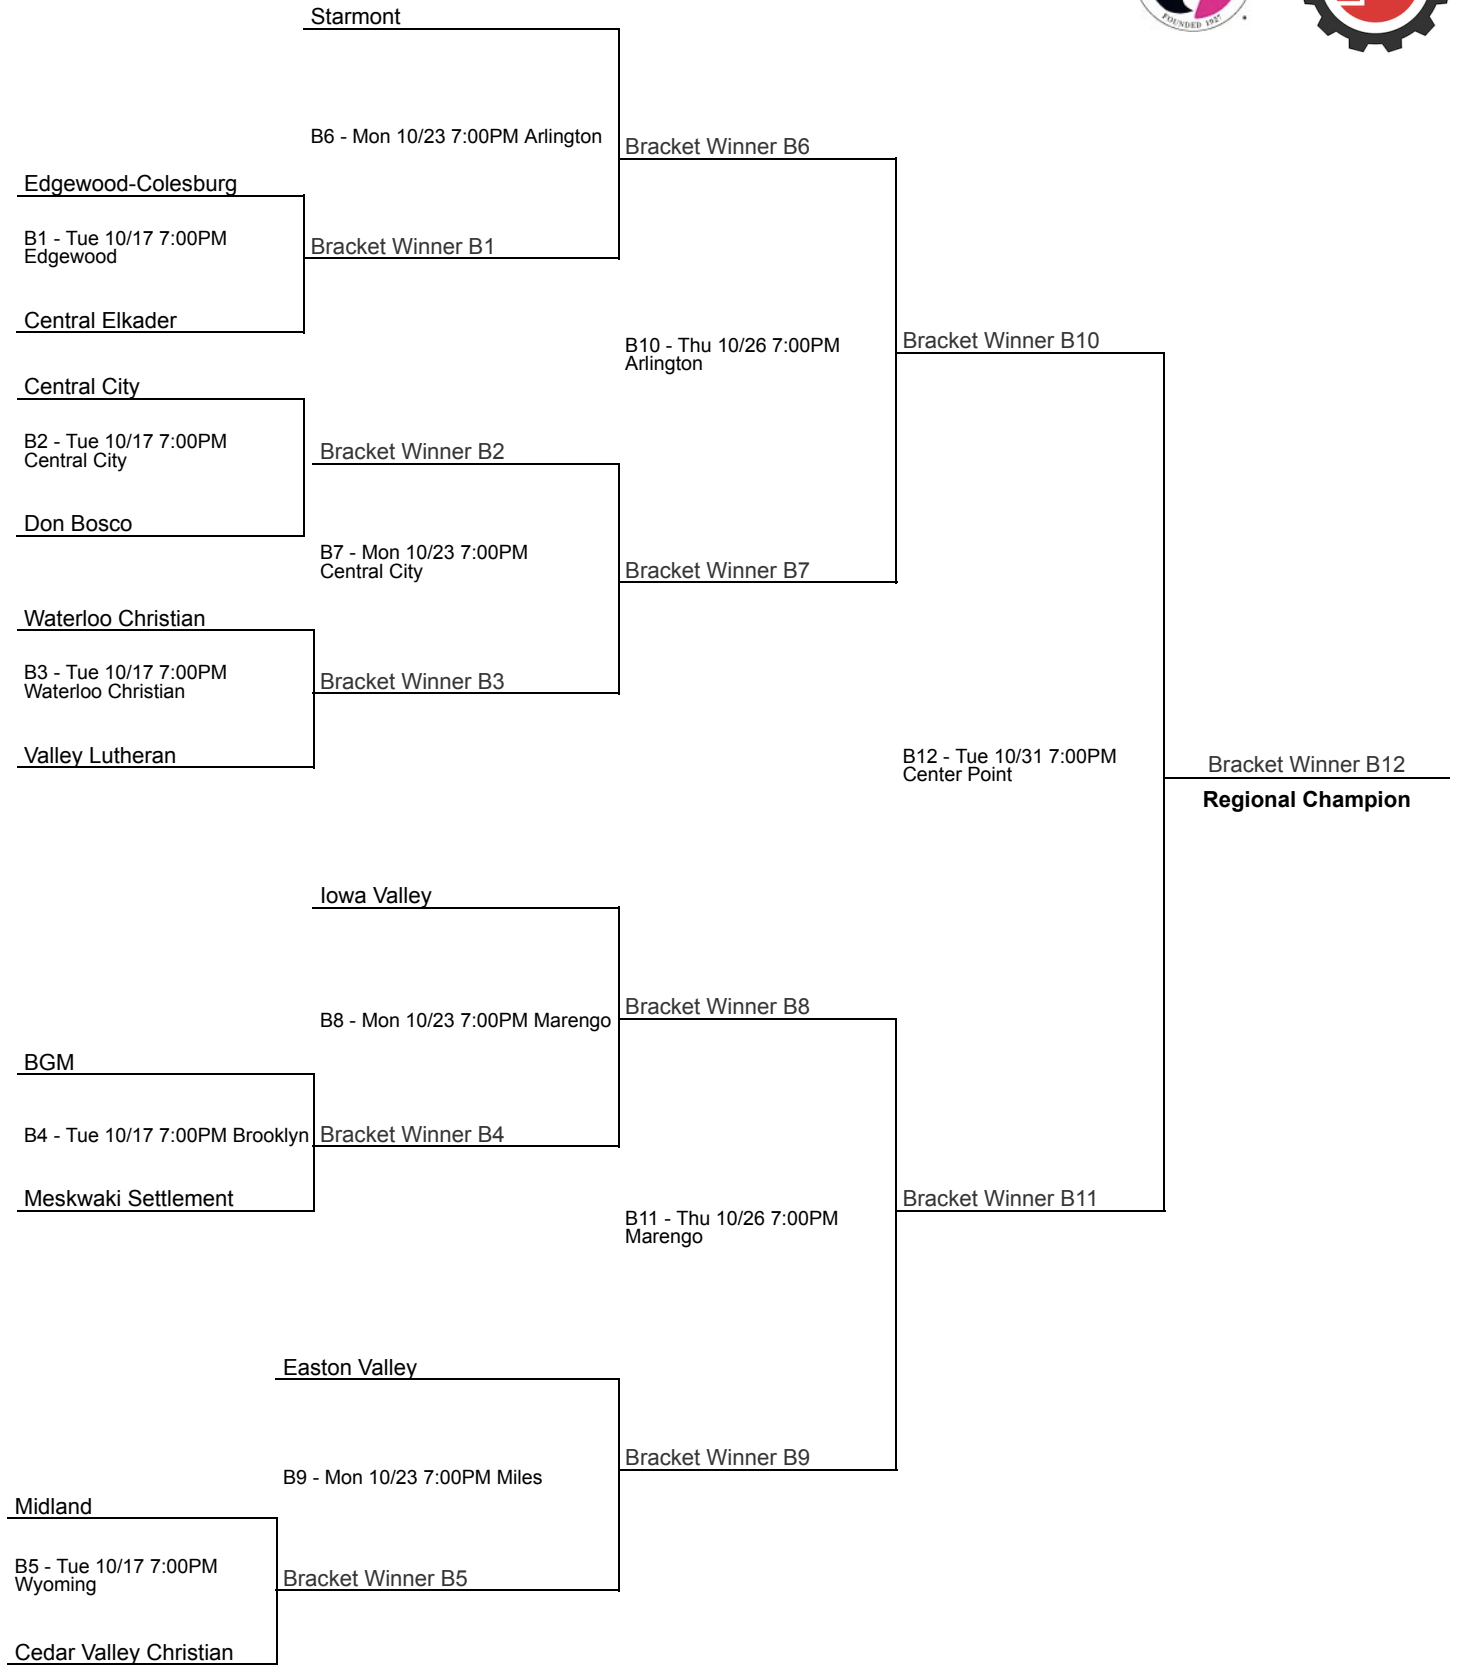 FOUNDED 1927
Starmont
B6 - Mon 10/23 7:00PM Arlington
Bracket Winner B6
Edgewood-Colesburg
B1 - Tue 10/17 7:00PM
Edgewood
Bracket Winner B1
Central Elkader
B10 - Thu 10/26 7:00PM
Arlington
Bracket Winner B10
Central City
B2 - Tue 10/17 7:00PM
Central City
Bracket Winner B2
Don Bosco
B7 - Mon 10/23 7:00PM
Central City
Bracket Winner B7
Waterloo Christian
B3 - Tue 10/17 7:00PM
Waterloo Christian
Bracket Winner B3
Valley Lutheran
B12 - Tue 10/31 7:00PM
Center Point
Bracket Winner B12
Regional Champion
Iowa Valley
B8 - Mon 10/23 7:00PM Marengo
Bracket Winner B8
BGM
B4 - Tue 10/17 7:00PM Brooklyn
Bracket Winner B4
Meskwaki Settlement
B11 - Thu 10/26 7:00PM
Marengo
Bracket Winner B11
Easton Valley
B9 - Mon 10/23 7:00PM Miles
Bracket Winner B9
Midland
B5 - Tue 10/17 7:00PM
Wyoming
Bracket Winner B5
Cedar Valley Christian